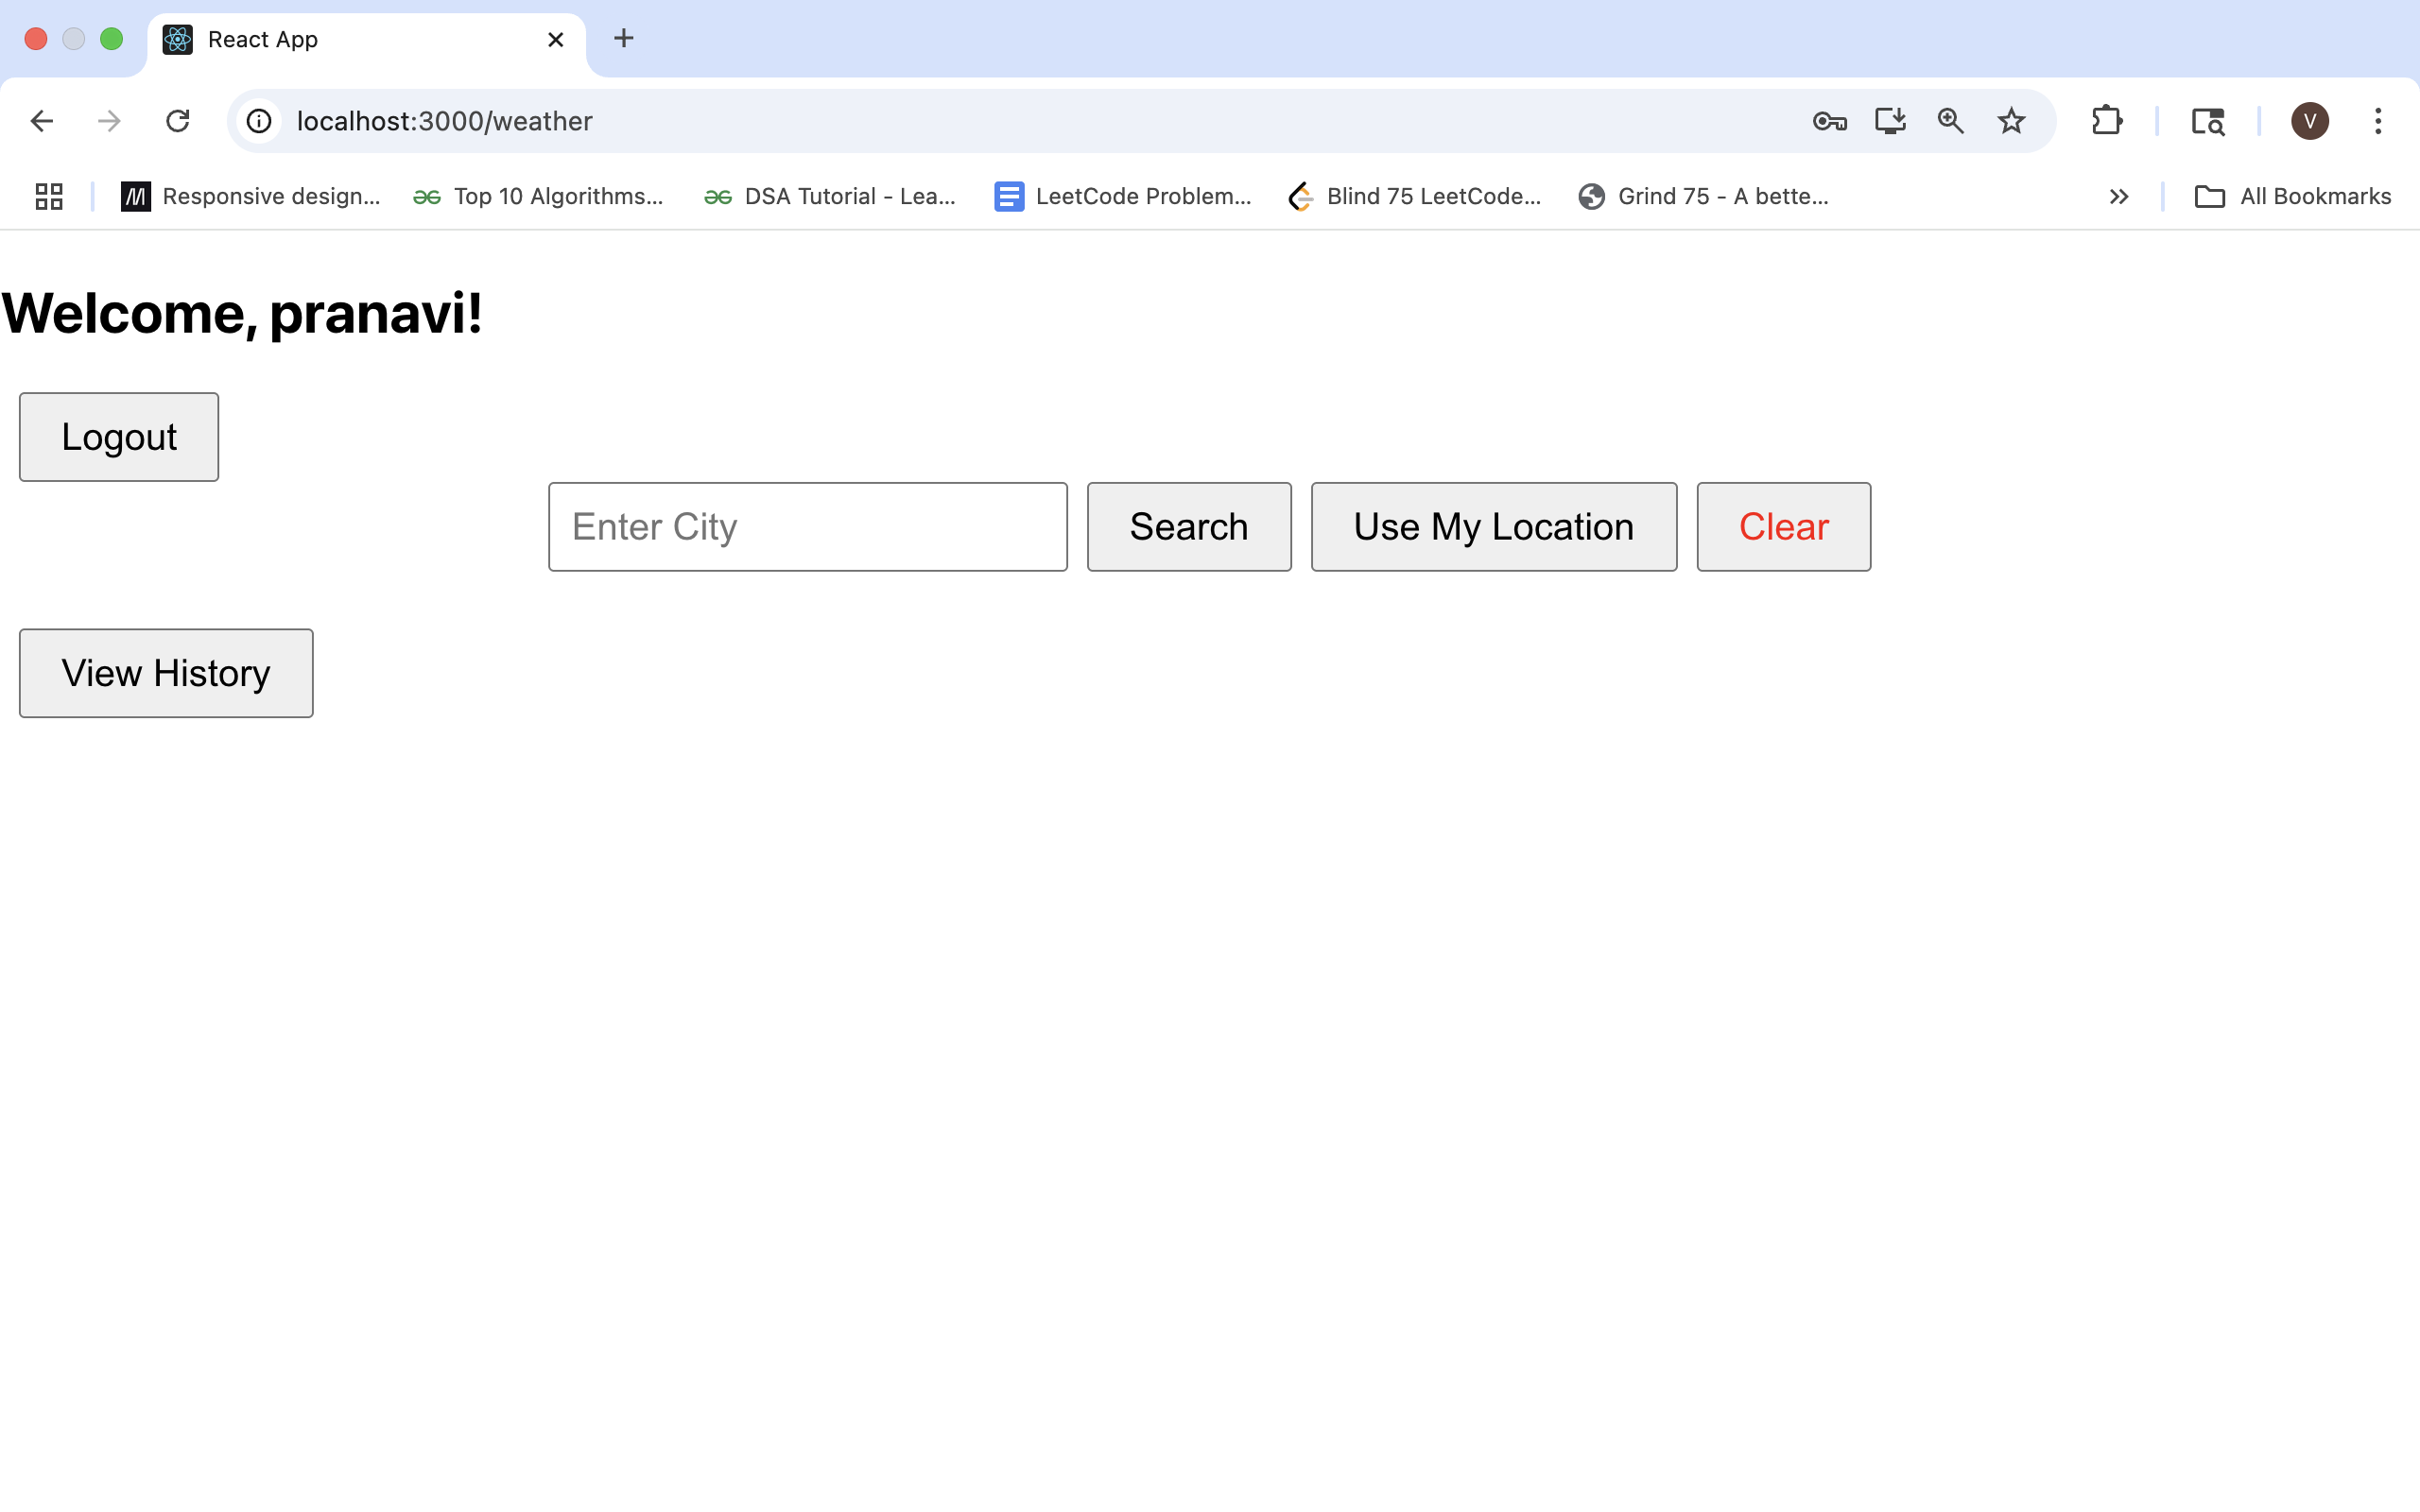 React App
localhost:3000/weather
Responsive design... Top 10 Algorithms... DSA Tutorial - Lea... LeetCode Problem... Blind 75 LeetCode... Grind 75 - A bette... All Bookmarks
V
Welcome, pranavi!
Logout
Enter City Search Use My Location Clear
View History